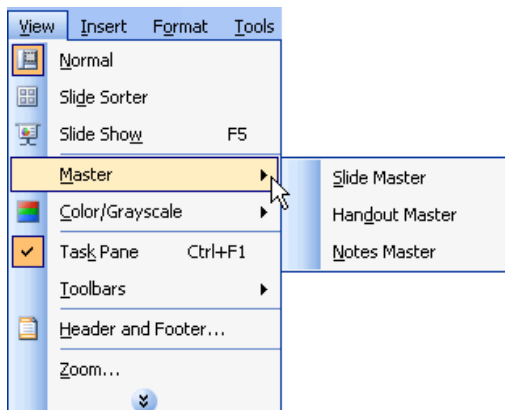 View Insert Format Tools
Normal
Slide Sorter
Slide Show F5
Master
Slide Master
Color/Grayscale
Handout Master
Task Pane Ctrl+F1
Notes Master
Toolbars
Header and Footer...
Zoom...